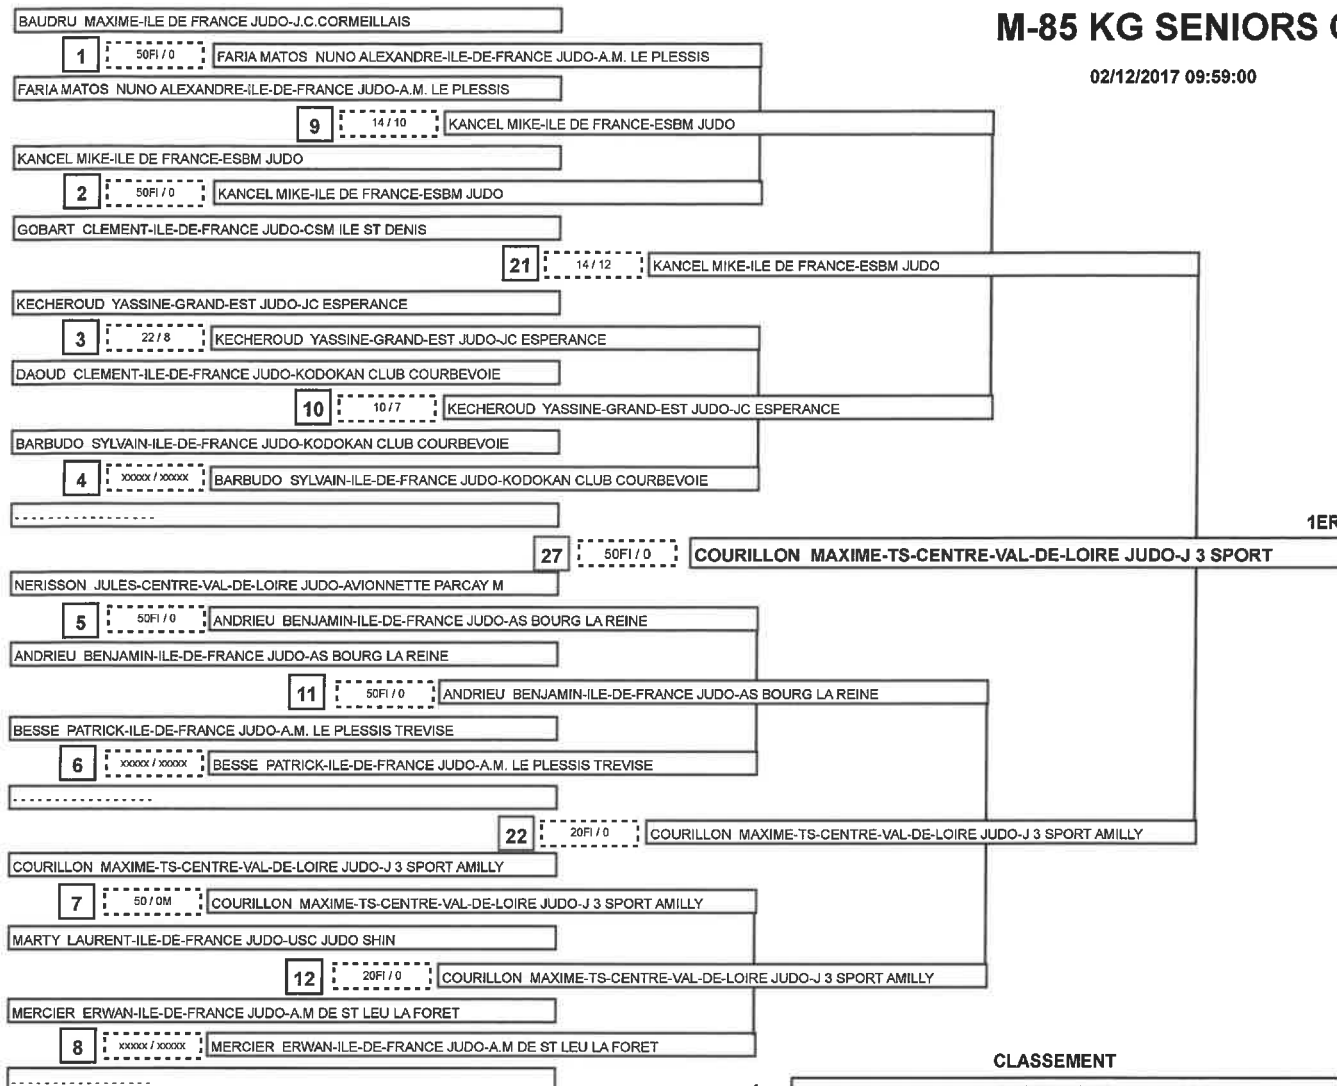 BAUDRU MAXIME-ILE DE FRANCE JUDO-J.C.CORMEILLAIS
M-85 KG SENIORS
1 50FI / 0 FARIA MATOS NUNO ALEXANDRE-ILE-DE-FRANCE JUDO-A.M. LE PLESSIS
02/12/2017 09:59:00
FARIA MATOS NUNO ALEXANDRE-ILE-DE-FRANCE JUDO-A.M. LE PLESSIS
9 14 / 10 KANCEL MIKE-ILE DE FRANCE-ESBM JUDO
KANCEL MIKE-ILE DE FRANCE-ESBM JUDO
2 50FI / 0 KANCEL MIKE-ILE DE FRANCE-ESBM JUDO
GOBART CLEMENT-ILE-DE-FRANCE JUDO-CSM ILE ST DENIS
21 14 / 12 KANCEL MIKE-ILE DE FRANCE-ESBM JUDO
KECHEROUD YASSINE-GRAND-EST JUDO-JC ESPERANCE
3 22 / 8 KECHEROUD YASSINE-GRAND-EST JUDO-JC ESPERANCE
DAOUD CLEMENT-ILE-DE-FRANCE JUDO-KODOKAN CLUB COURBEVOIE
10 10 / 7 KECHEROUD YASSINE-GRAND-EST JUDO-JC ESPERANCE
BARBUDO SYLVAIN-ILE-DE-FRANCE JUDO-KODOKAN CLUB COURBEVOIE
4 xxxxx / xxxxx BARBUDO SYLVAIN-ILE-DE-FRANCE JUDO-KODOKAN CLUB COURBEVOIE
- - - - - - - - - - - - - - - - -
1ER
27 50FI / 0 COURILLON MAXIME-TS-CENTRE-VAL-DE-LOIRE JUDO-J 3 SPORT
NERISSON JULES-CENTRE-VAL-DE-LOIRE JUDO-AVIONNETTE PARCAY M
5 50FI / 0 ANDRIEU BENJAMIN-ILE-DE-FRANCE JUDO-AS BOURG LA REINE
ANDRIEU BENJAMIN-ILE-DE-FRANCE JUDO-AS BOURG LA REINE
11 50FI / 0 ANDRIEU BENJAMIN-ILE-DE-FRANCE JUDO-AS BOURG LA REINE
BESSE PATRICK-ILE-DE-FRANCE JUDO-A.M. LE PLESSIS TREVISE
6 xxxxx / xxxxx BESSE PATRICK-ILE-DE-FRANCE JUDO-A.M. LE PLESSIS TREVISE
- - - - - - - - - - - - - - - - -
22 20FI / 0 COURILLON MAXIME-TS-CENTRE-VAL-DE-LOIRE JUDO-J 3 SPORT AMILLY
COURILLON MAXIME-TS-CENTRE-VAL-DE-LOIRE JUDO-J 3 SPORT AMILLY
7 50 / 0M COURILLON MAXIME-TS-CENTRE-VAL-DE-LOIRE JUDO-J 3 SPORT AMILLY
MARTY LAURENT-ILE-DE-FRANCE JUDO-USC JUDO SHIN
12 20FI / 0 COURILLON MAXIME-TS-CENTRE-VAL-DE-LOIRE JUDO-J 3 SPORT AMILLY
MERCIER ERWAN-ILE-DE-FRANCE JUDO-A.M DE ST LEU LA FORET
8 xxxxx / xxxxx MERCIER ERWAN-ILE-DE-FRANCE JUDO-A.M DE ST LEU LA FORET
CLASSEMENT
- - - - - - - - - - - - - - - - -